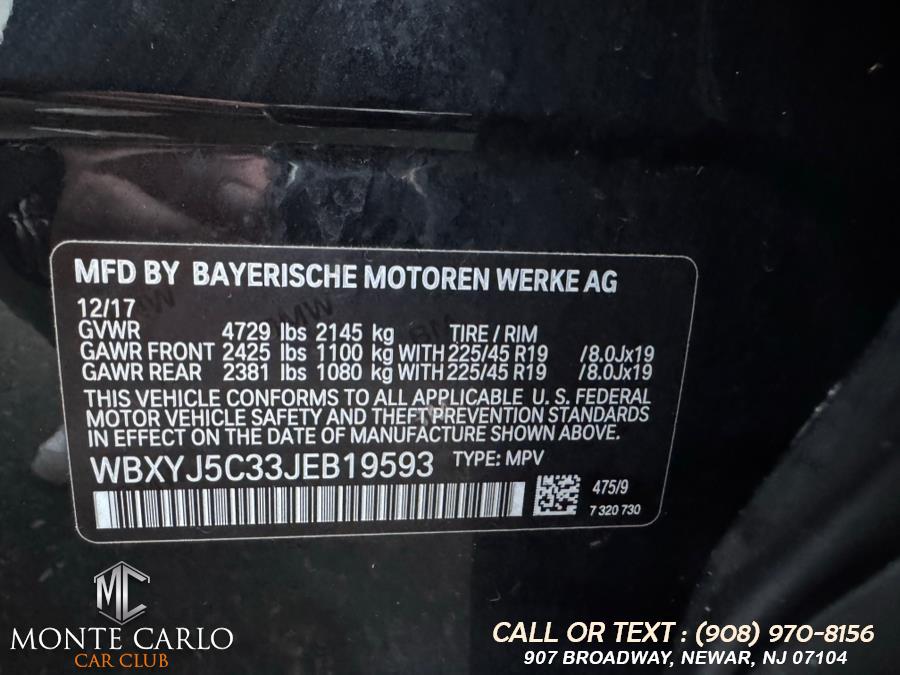 MFD BY BAYERISCHE MOTOREN WERKE AG
12/17
GVWR 4729 lbs 2145 kg TIRE / RIM
GAWR FRONT 2425 lbs 1100 kg WITH 225/45 R19 /8.0Jx19
GAWR REAR 2381 lbs 1080 kg WITH 225/45 R19 /8.0Jx19
THIS VEHICLE CONFORMS TO ALL APPLICABLE U.S. FEDERAL
MOTOR VEHICLE SAFETY AND THEFT PREVENTION STANDARDS
IN EFFECT ON THE DATE OF MANUFACTURE SHOWN ABOVE.
WBXYJ5C33JEB19593 TYPE: MPV
475/9
7 320 730
MC
MONTE CARLO
CAR CLUB
CALL OR TEXT : (908) 970-8156
907 BROADWAY, NEWAR, NJ 07104